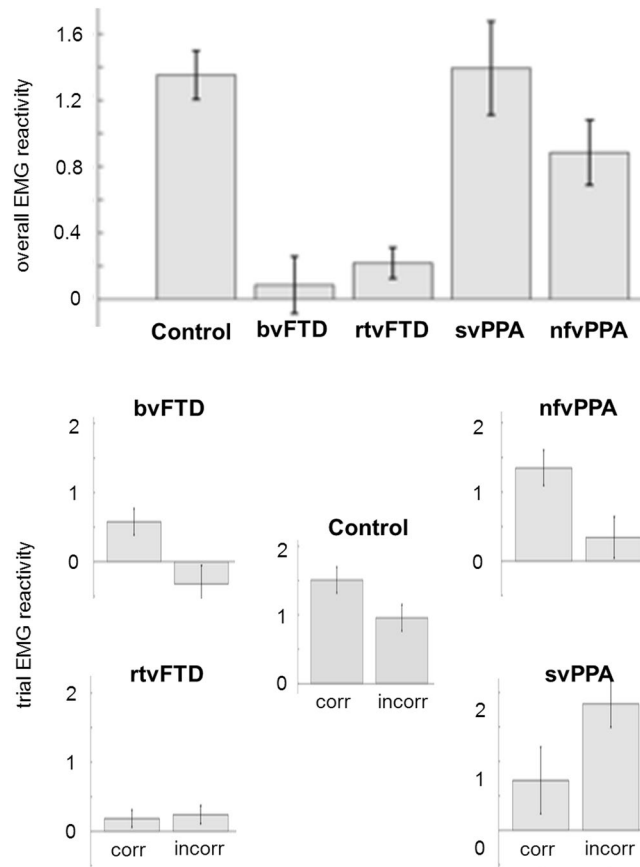 overall EMG reactivity
1.6
1.2
0.8
0.4
0
Control bvFTD rtvFTD svPPA nfvPPA
trial EMG reactivity
bvFTD
2
1
0
nfvPPA
2
1
0
Control
2
1
0
corr incorr
rtvFTD
2
1
0
corr incorr
svPPA
2
1
0
corr incorr